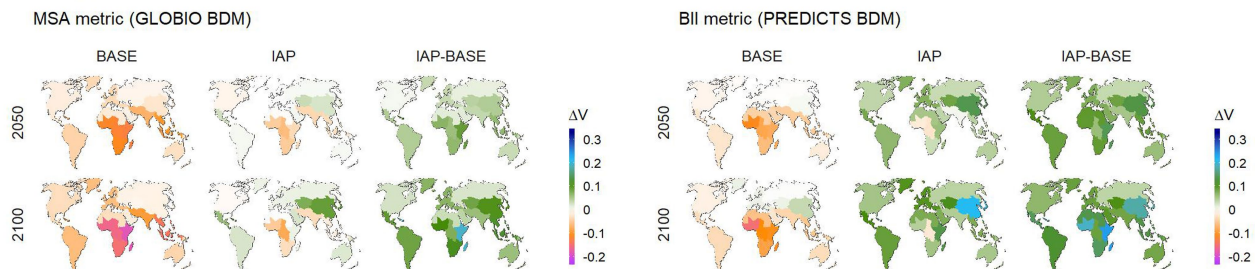 MSA metric (GLOBIO BDM)
BASE IAP IAP-BASE
2050
2100
ΔV
0.3
0.2
0.1
0
-0.1
-0.2
BII metric (PREDICTS BDM)
BASE IAP IAP-BASE
2050
2100
ΔV
0.3
0.2
0.1
0
-0.1
-0.2